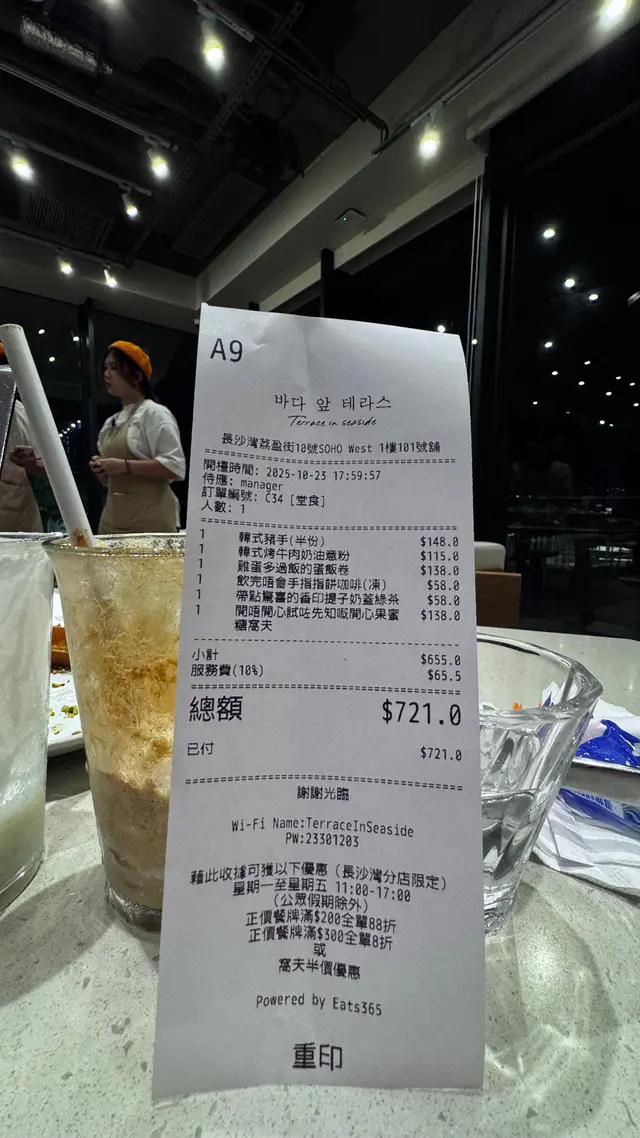 A9
바다 앞 테라스
Terrace in seaside
長沙灣荔盈街10號SOHO West 1樓101號舖
開檯時間: 2025-10-23 17:59:57
侍應: manager
訂單編號: C34 [堂食]
人數: 1
1 韓式豬手(半份) $148.0
1 韓式烤牛肉奶油意粉 $115.0
1 雞蛋多過飯的蛋飯卷 $138.0
1 飲完唔會手指指餅咖啡(凍) $58.0
1 帶點驚喜的香印提子奶蓋綠茶 $58.0
1 開唔開心試咗先知嘅開心果蜜 $138.0
糖窩夫
小計 $655.0
服務費(10%) $65.5
總額 $721.0
已付 $721.0
謝謝光臨
Wi-Fi Name:TerraceInSeaside
PW:23301203
藉此收據可獲以下優惠（長沙灣分店限定）
星期一至星期五 11:00-17:00
(公眾假期除外)
正價餐牌滿$200全單88折
正價餐牌滿$300全單8折
或
窩夫半價優惠
Powered by Eats365
重印